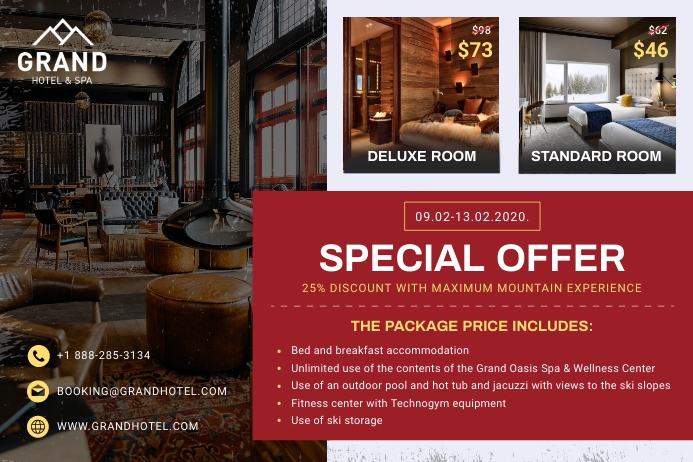 GRAND
HOTEL & SPA
$98
$73
DELUXE ROOM
$62
$46
STANDARD ROOM
09.02-13.02.2020.
SPECIAL OFFER
25% DISCOUNT WITH MAXIMUM MOUNTAIN EXPERIENCE
THE PACKAGE PRICE INCLUDES:
• Bed and breakfast accommodation
• Unlimited use of the contents of the Grand Oasis Spa & Wellness Center
• Use of an outdoor pool and hot tub and jacuzzi with views to the ski slopes
• Fitness center with Technogym equipment
• Use of ski storage
+1 888-285-3134
BOOKING@GRANDHOTEL.COM
WWW.GRANDHOTEL.COM